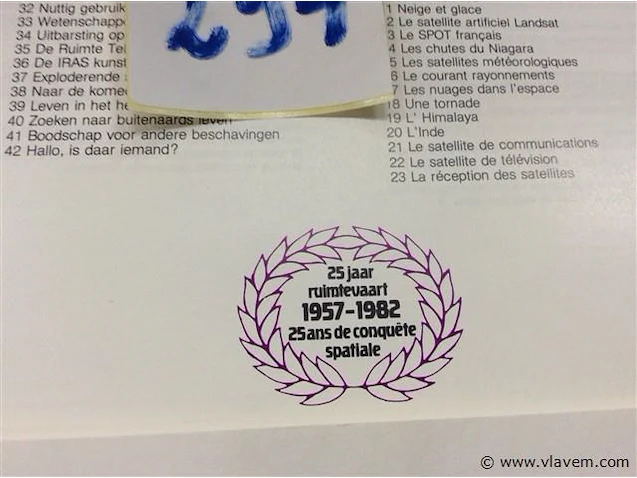 32 Nuttig gebruik
33
34 Uitbarsting op
35 De Ruimte
36 De IRAS
37 Exploderende
38 Naar de
39 Leven in het
40 Zoeken naar buitenaards leven
41 Boodschap voor andere beschavingen
42 Hallo, is daar iemand?
1 Neige et glace
2 Le satellite artificiel Landsat
3 Le SPOT français
4 Les chutes du Niagara
5 Les satellites météorologiques
6 Le courant rayonnements
7 Les nuages dans l'espace
18 Une tornade
19 L' Himalaya
20 L'Inde
21 Le satellite de communications
22 Le satellite de télévision
23 La réception des satellites
25 jaar
ruimtevaart
1957-1982
25 ans de conquête
spatiale
© www.vlavem.com